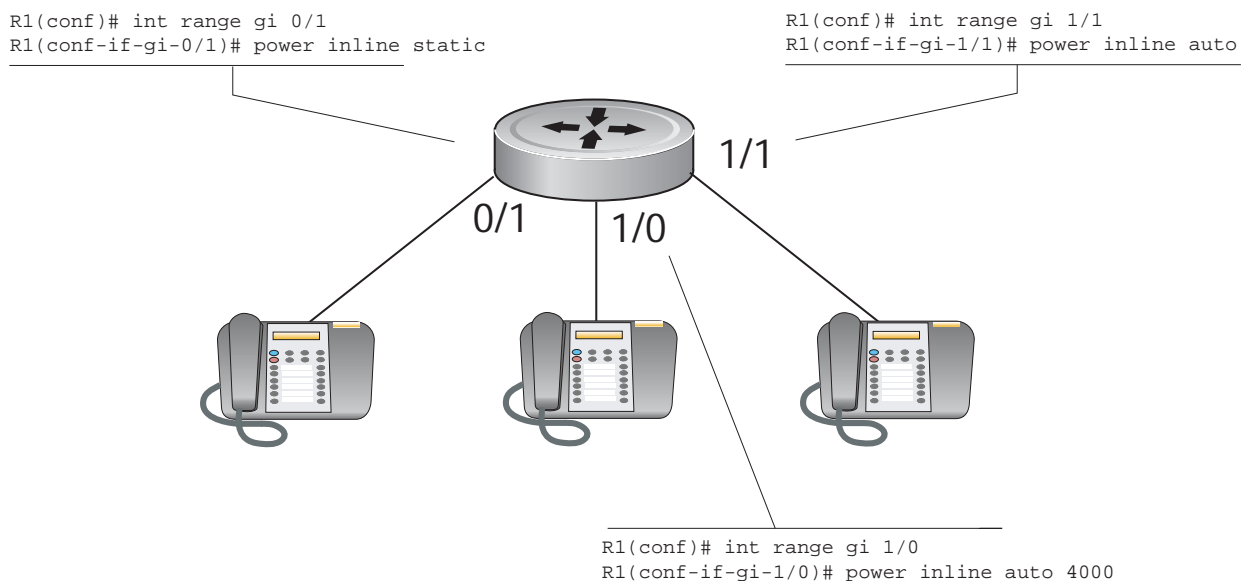 R1(conf)# int range gi 0/1
R1(conf-if-gi-0/1)# power inline static
R1(conf)# int range gi 1/1
R1(conf-if-gi-1/1)# power inline auto
1/1
0/1
1/0
R1(conf)# int range gi 1/0
R1(conf-if-gi-1/0)# power inline auto 4000